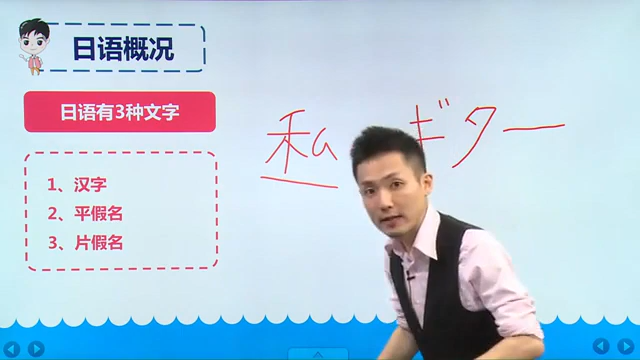 日语概况
日语有3种文字
1、汉字
2、平假名
3、片假名
私 ギター